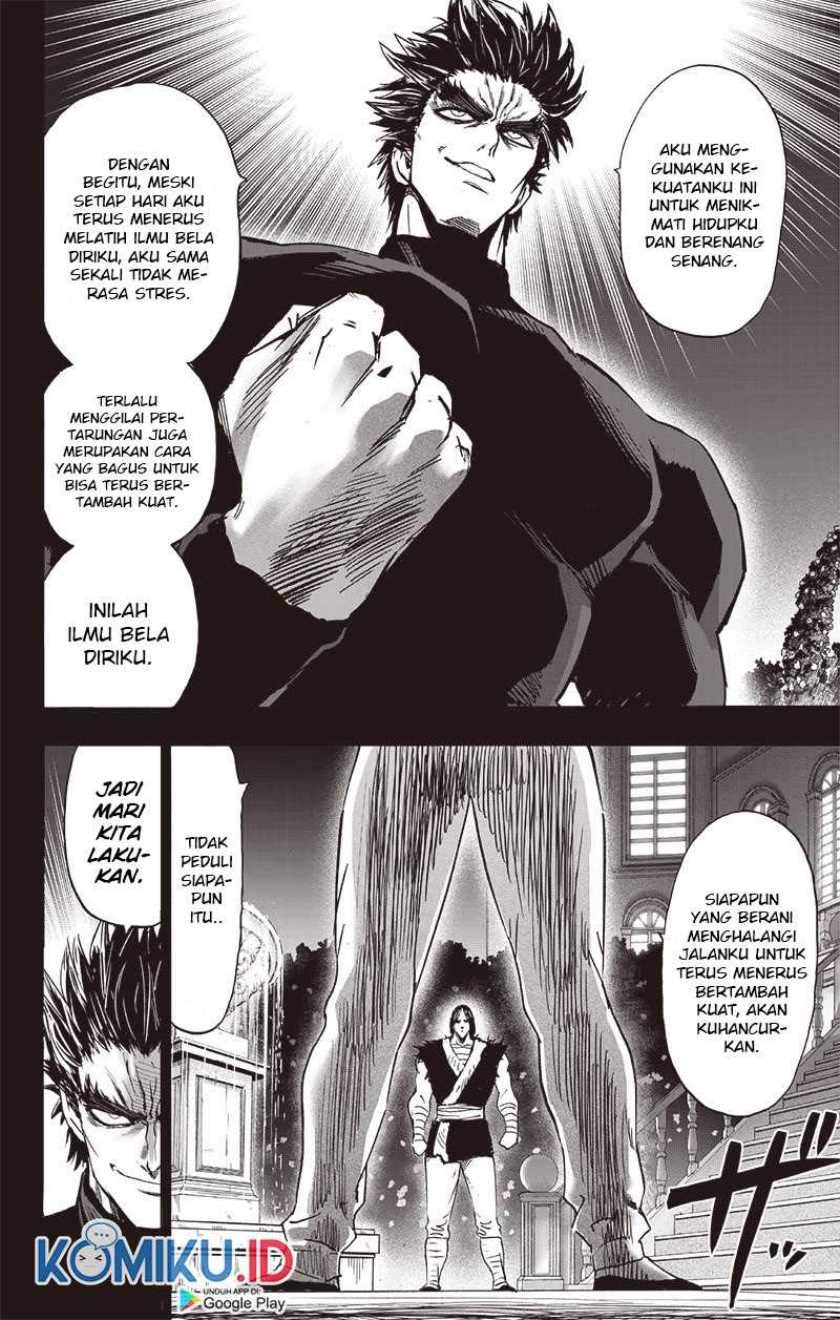 AKU MENG-
GUNAKAN KE-
KUATANKU INI
UNTUK MENIK-
MATI HIDUPKU
DAN BERENANG
SENANG.
DENGAN
BEGITU, MESKI
SETIAP HARI AKU
TERUS MENERUS
MELATIH ILMU BELA
DIRIKU, AKU SAMA
SEKALI TIDAK ME-
RASA STRES.
TERLALU
MENGGILAI PER-
TARUNGAN JUGA
MERUPAKAN CARA
YANG BAGUS UNTUK
BISA TERUS BER-
TAMBAH KUAT.
INILAH
ILMU BELA
DIRIKU.
SIAPAPUN
YANG BERANI
MENGHALANGI
JALANKU UNTUK
TERUS MENERUS
BERTAMBAH
KUAT, AKAN
KUHANCUR-
KAN.
ザッ
TIDAK
PEDULI
SIAPA-
PUN
ITU..
JADI
MARI
KITA
LAKU-
KAN.
KOMIKU.ID
UNDUH APP DI:
Google Play